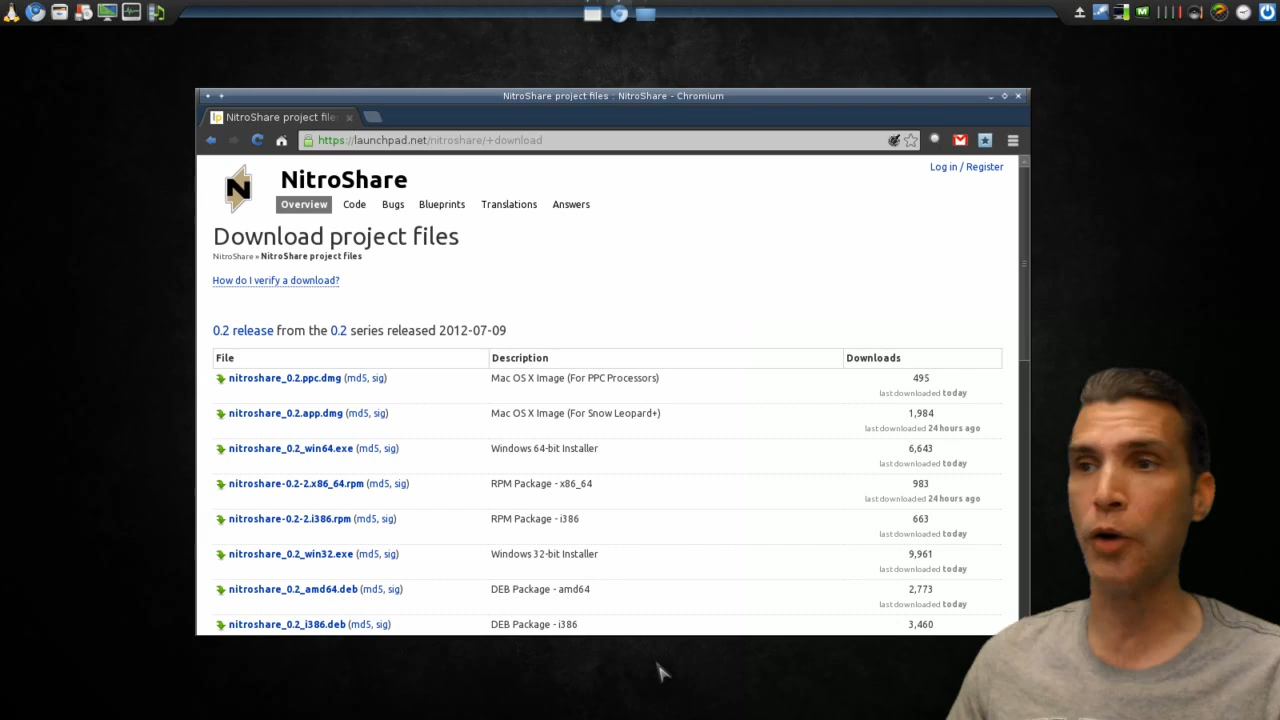 NitroShare project files : NitroShare - Chromium
lp NitroShare project file
https://launchpad.net/nitroshare/+download
Log in / Register
N NitroShare
Overview Code Bugs Blueprints Translations Answers
Download project files
NitroShare » NitroShare project files
How do I verify a download?
0.2 release from the 0.2 series released 2012-07-09
File Description Downloads
nitroshare_0.2.ppc.dmg (md5, sig) Mac OS X Image (For PPC Processors) 495
last downloaded today
nitroshare_0.2.app.dmg (md5, sig) Mac OS X Image (For Snow Leopard+) 1,984
last downloaded 24 hours ago
nitroshare_0.2_win64.exe (md5, sig) Windows 64-bit Installer 6,643
last downloaded today
nitroshare-0.2-2.x86_64.rpm (md5, sig) RPM Package - x86_64 983
last downloaded 24 hours ago
nitroshare-0.2-2.i386.rpm (md5, sig) RPM Package - i386 663
last downloaded today
nitroshare_0.2_win32.exe (md5, sig) Windows 32-bit Installer 9,961
last downloaded today
nitroshare_0.2_amd64.deb (md5, sig) DEB Package - amd64 2,773
last downloaded today
nitroshare_0.2_i386.deb (md5, sig) DEB Package - i386 3,460